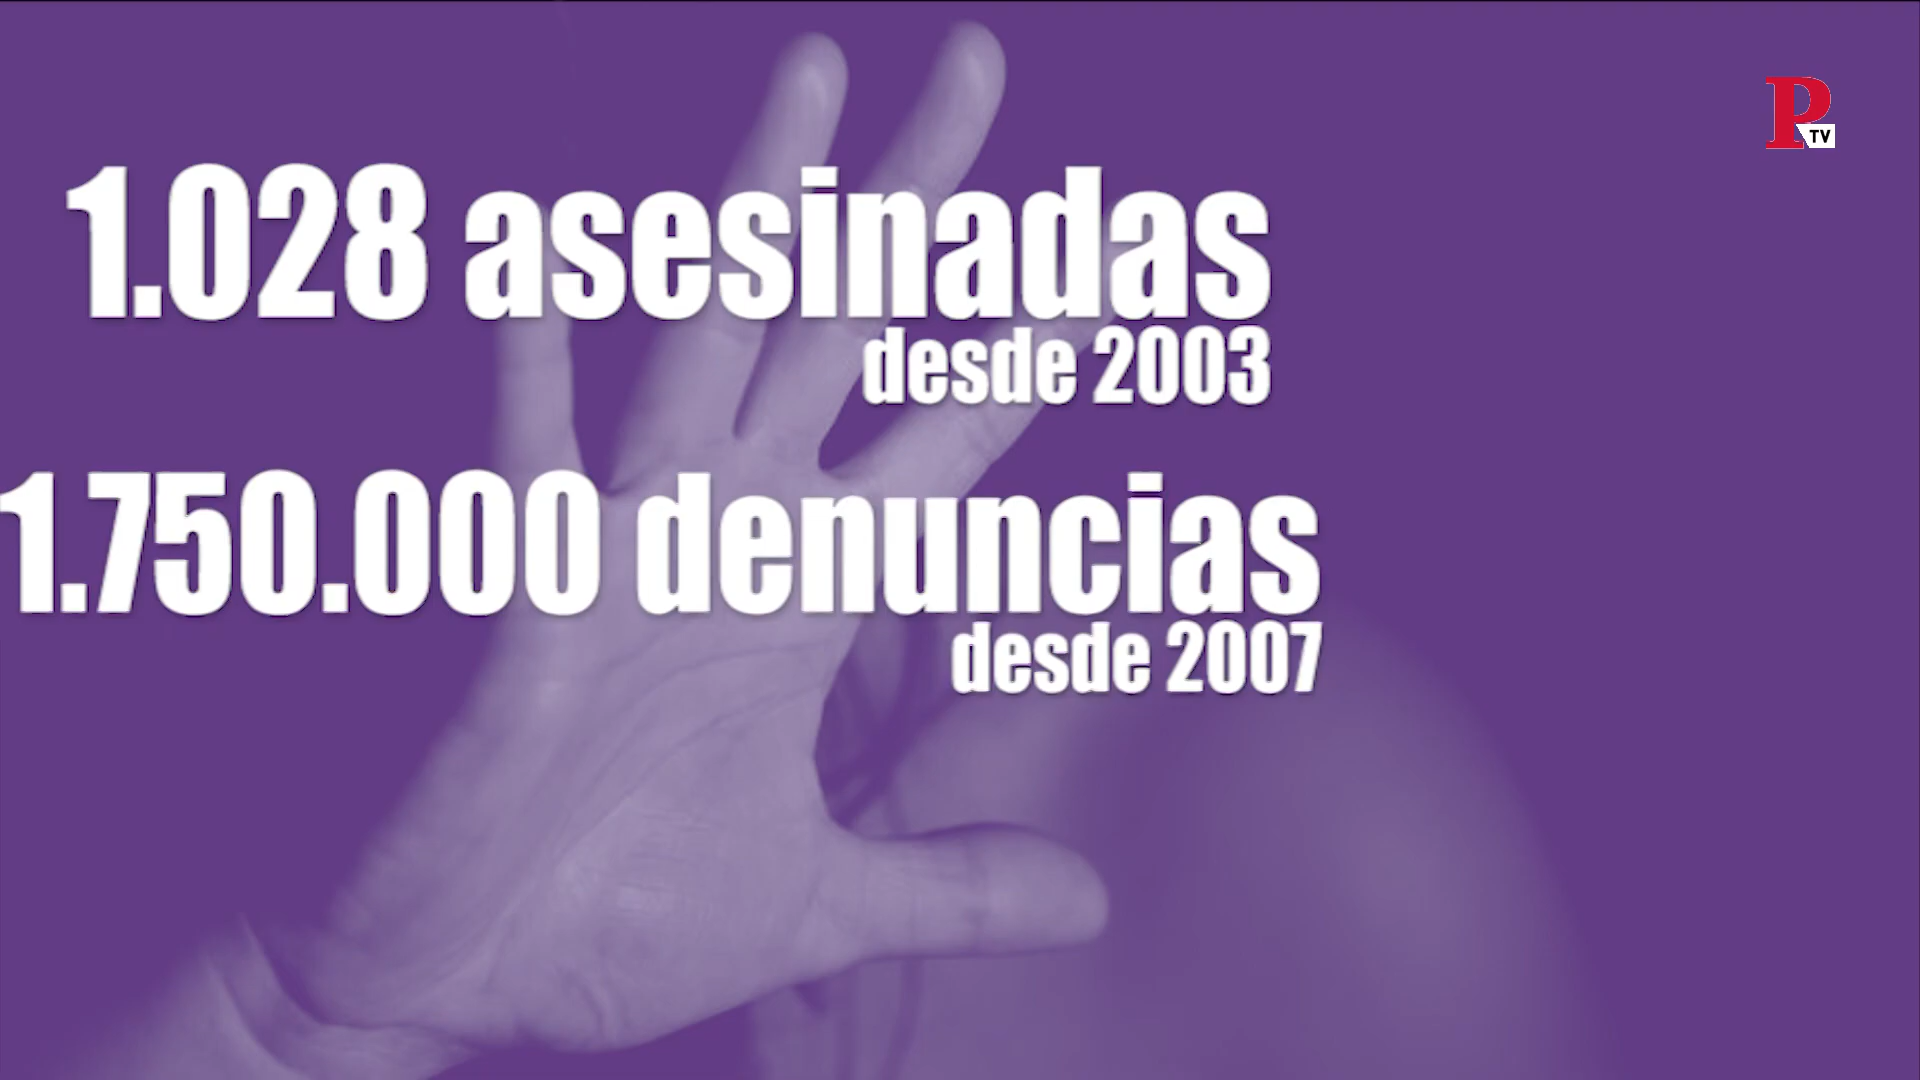 P
TV
1.028 asesinadas
desde 2003
1.750.000 denuncias
desde 2007